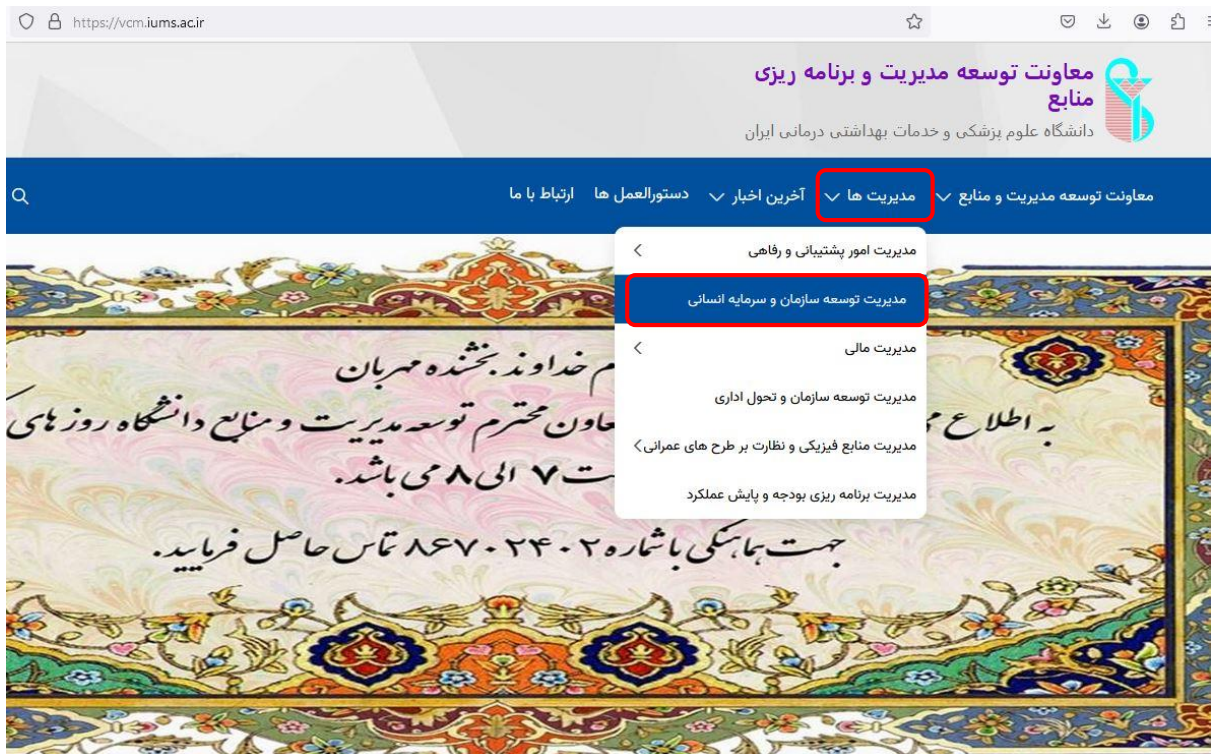 https://vcm.iums.ac.ir
معاونت توسعه مدیریت و برنامه ریزی
منابع
دانشگاه علوم پزشکی و خدمات بهداشتی درمانی ایران
معاونت توسعه مدیریت و منابع مدیریت ها آخرین اخبار دستورالعمل ها ارتباط با ما
مدیریت امور پشتیبانی و رفاهی
مدیریت توسعه سازمان و سرمایه انسانی
مدیریت مالی
مدیریت توسعه سازمان و تحول اداری
مدیریت منابع فیزیکی و نظارت بر طرح های عمرانی
مدیریت برنامه ریزی بودجه و پایش عملکرد
خداوند بخشنده مهربان
به اطلاع معاون محترم توسعه مدیریت و منابع دانشگاه روزهای
۷ الی ۸ می باشد.
جهت هماهنگی با شماره ۸۶۷۰۲۴۰۲ تماس حاصل فرمایید.